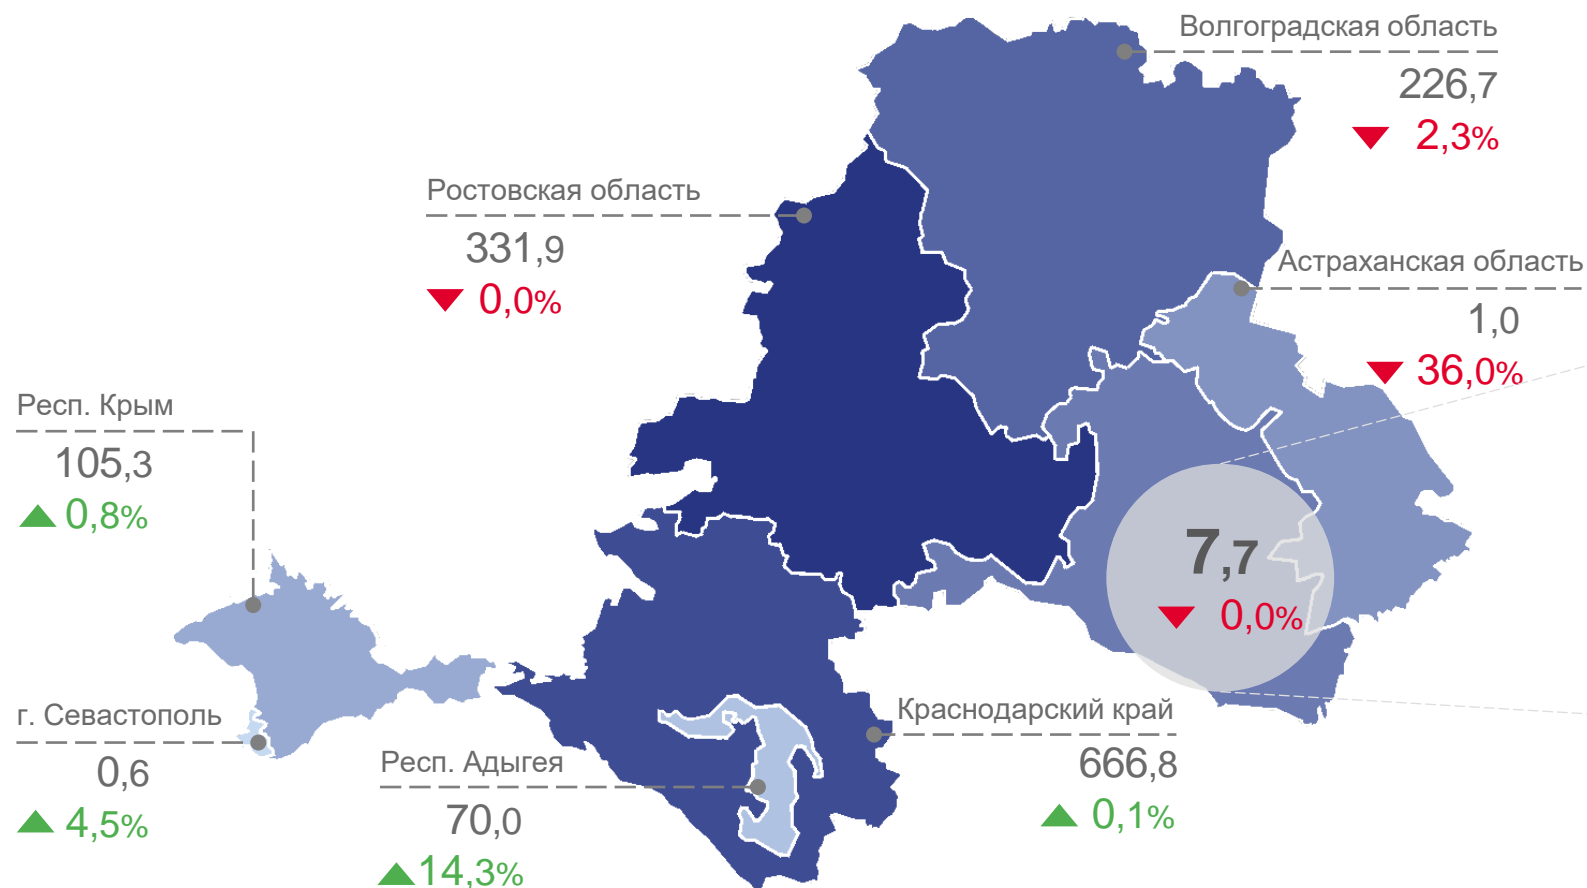 Волгоградская область
226,7
2,3%
Ростовская область
331,9
0,0%
Астраханская область
1,0
36,0%
Респ. Крым
105,3
0,8%
7,7
0,0%
г. Севастополь
0,6
4,5%
Респ. Адыгея
70,0
14,3%
Краснодарский край
666,8
0,1%